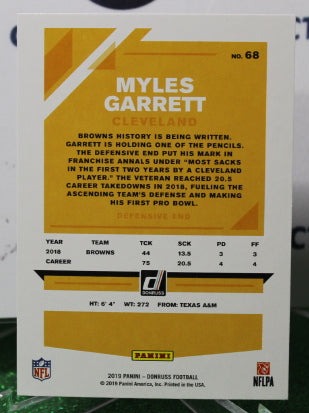 NO. 68
MYLES
GARRETT
CLEVELAND
BROWNS HISTORY IS BEING WRITTEN.
GARRETT IS HOLDING ONE OF THE PENCILS.
THE DEFENSIVE END PUT HIS MARK IN
FRANCHISE ANNALS UNDER "MOST SACKS
IN THE FIRST TWO YEARS BY A CLEVELAND
PLAYER." THE VETERAN REACHED 20.5
CAREER TAKEDOWNS IN 2018, FUELING THE
ASCENDING TEAM'S DEFENSE AND MAKING
HIS FIRST PRO BOWL.
DEFENSIVE END
YEAR TEAM TCK SCK PD FF
2018 BROWNS 44 13.5 3 3
CAREER 75 20.5 4 4
DONRUSS
HT: 6' 4" WT: 272 FROM: TEXAS A&M
PANINI
NFL
NFLPA
2019 PANINI – DONRUSS FOOTBALL
© 2019 Panini America, Inc. Printed in the USA.